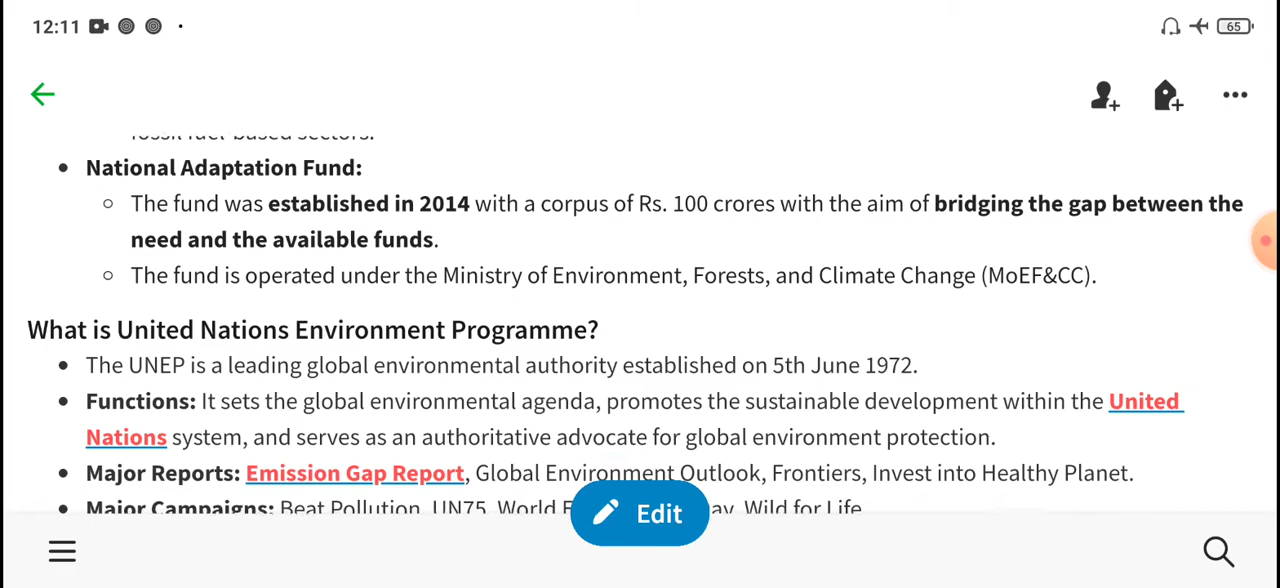 12:11
65
fossil fuel-based sectors.
National Adaptation Fund:
The fund was established in 2014 with a corpus of Rs. 100 crores with the aim of bridging the gap between the
need and the available funds.
The fund is operated under the Ministry of Environment, Forests, and Climate Change (MoEF&CC).
What is United Nations Environment Programme?
The UNEP is a leading global environmental authority established on 5th June 1972.
Functions: It sets the global environmental agenda, promotes the sustainable development within the United
Nations system, and serves as an authoritative advocate for global environment protection.
Major Reports: Emission Gap Report, Global Environment Outlook, Frontiers, Invest into Healthy Planet.
Major Campaigns: Beat Pollution, UN75, World Wild for Life
Edit